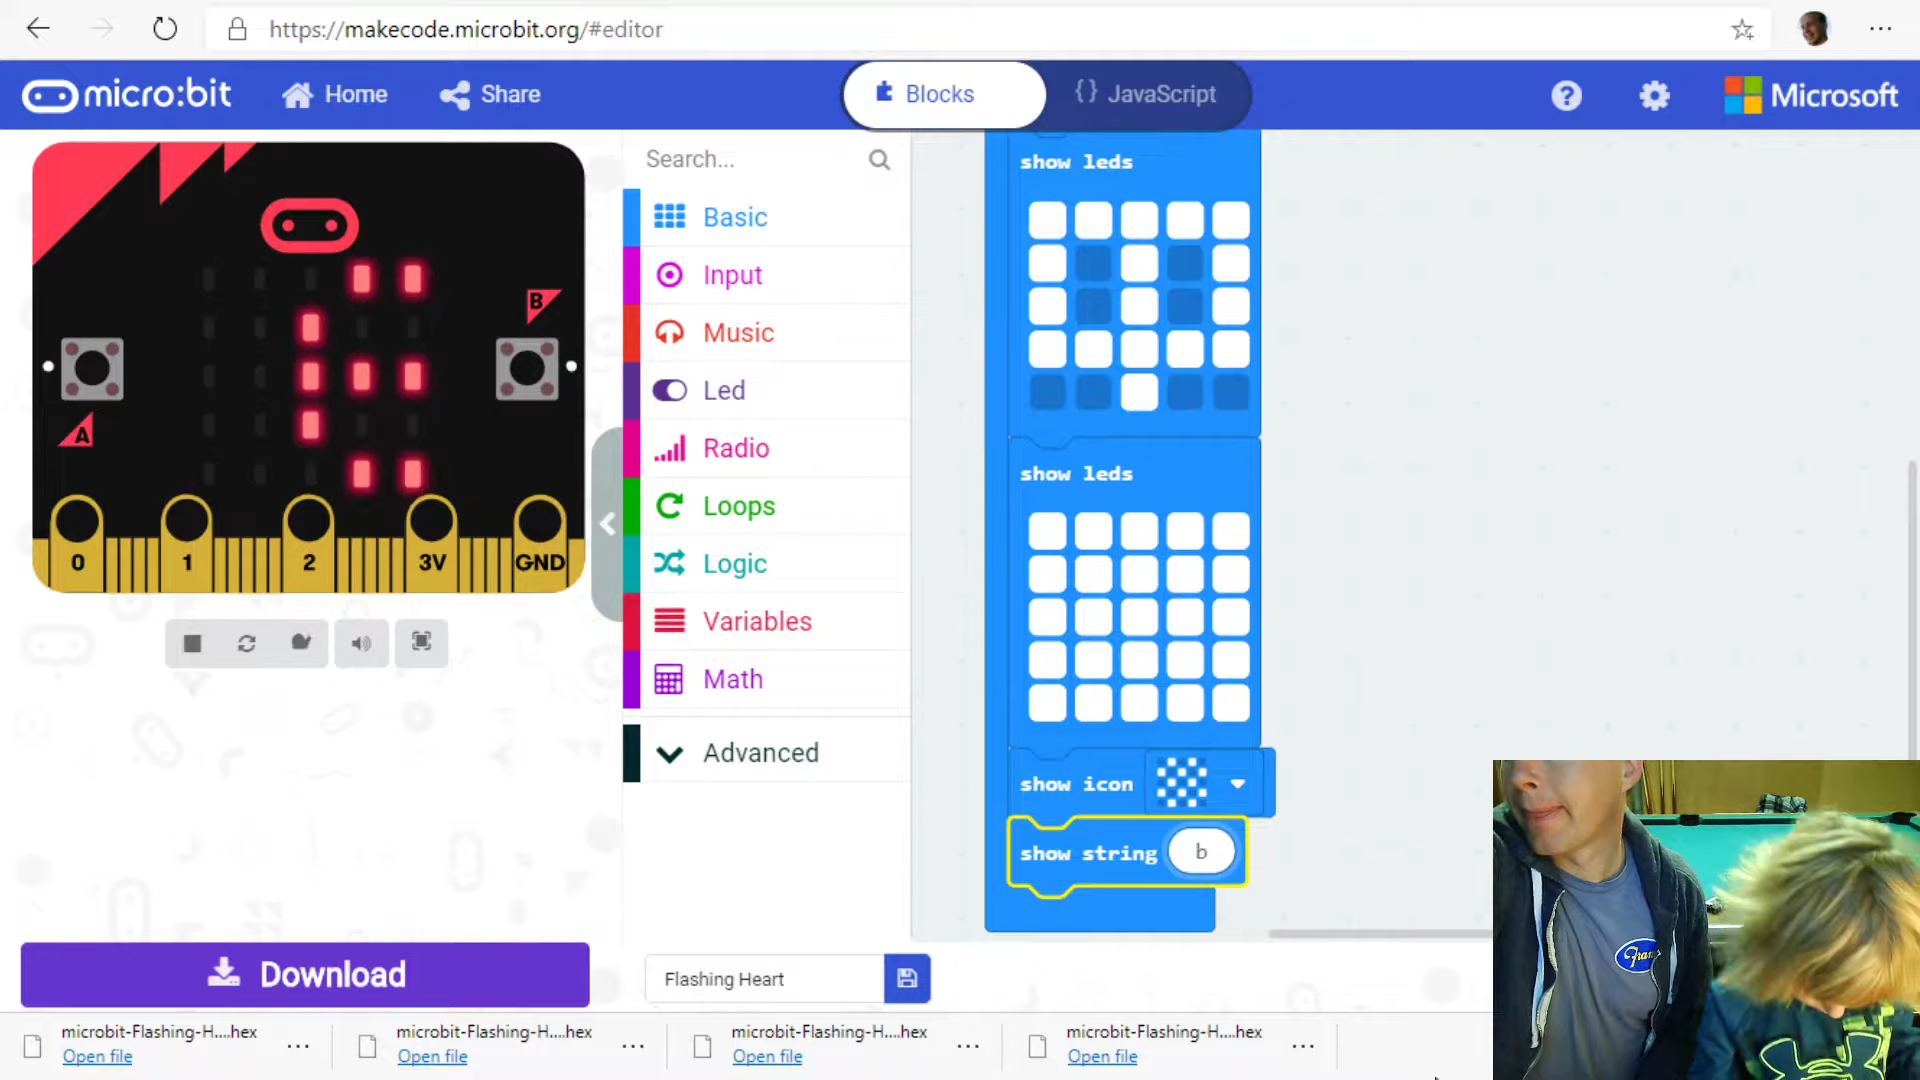 https://makecode.microbit.org/#editor
micro:bit Home Share Blocks {} JavaScript Microsoft
Search...
Basic
Input
Music
Led
Radio
Loops
Logic
Variables
Math
Advanced
B
A
0 1 2 3V GND
show leds
show leds
show icon
show string b
Download
Flashing Heart
microbit-Flashing-H....hex
Open file
microbit-Flashing-H....hex
Open file
microbit-Flashing-H....hex
Open file
microbit-Flashing-H....hex
Open file